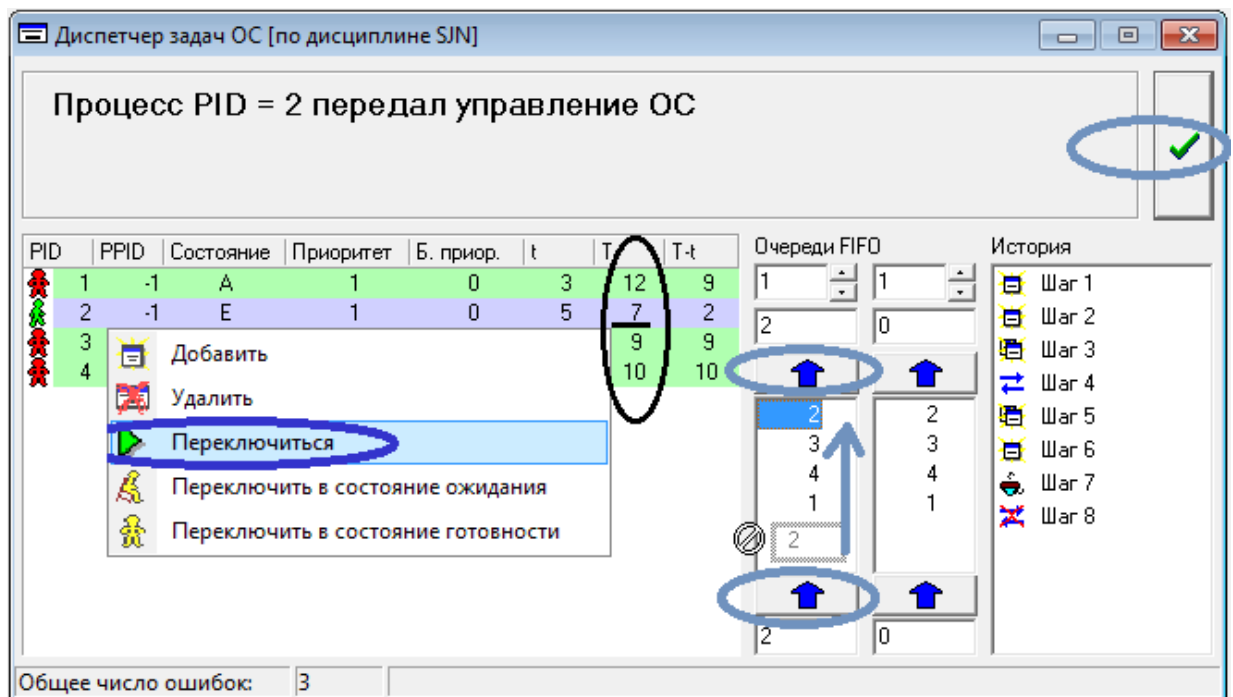 Диспетчер задач ОС [по дисциплине SJN]
Процесс PID = 2 передал управление ОС
PID PPID Состояние Приоритет Б. приор. t T T-t
1 -1 A 1 0 3 12 9
2 -1 E 1 0 5 7 2
3 9 9
4 10 10
Добавить
Удалить
Переключиться
Переключить в состояние ожидания
Переключить в состояние готовности
Очереди FIFO
1 1
2 0
2 2
3 3
4 4
1 1
2
2 0
История
Шаг 1
Шаг 2
Шаг 3
Шаг 4
Шаг 5
Шаг 6
Шаг 7
Шаг 8
Общее число ошибок: 3